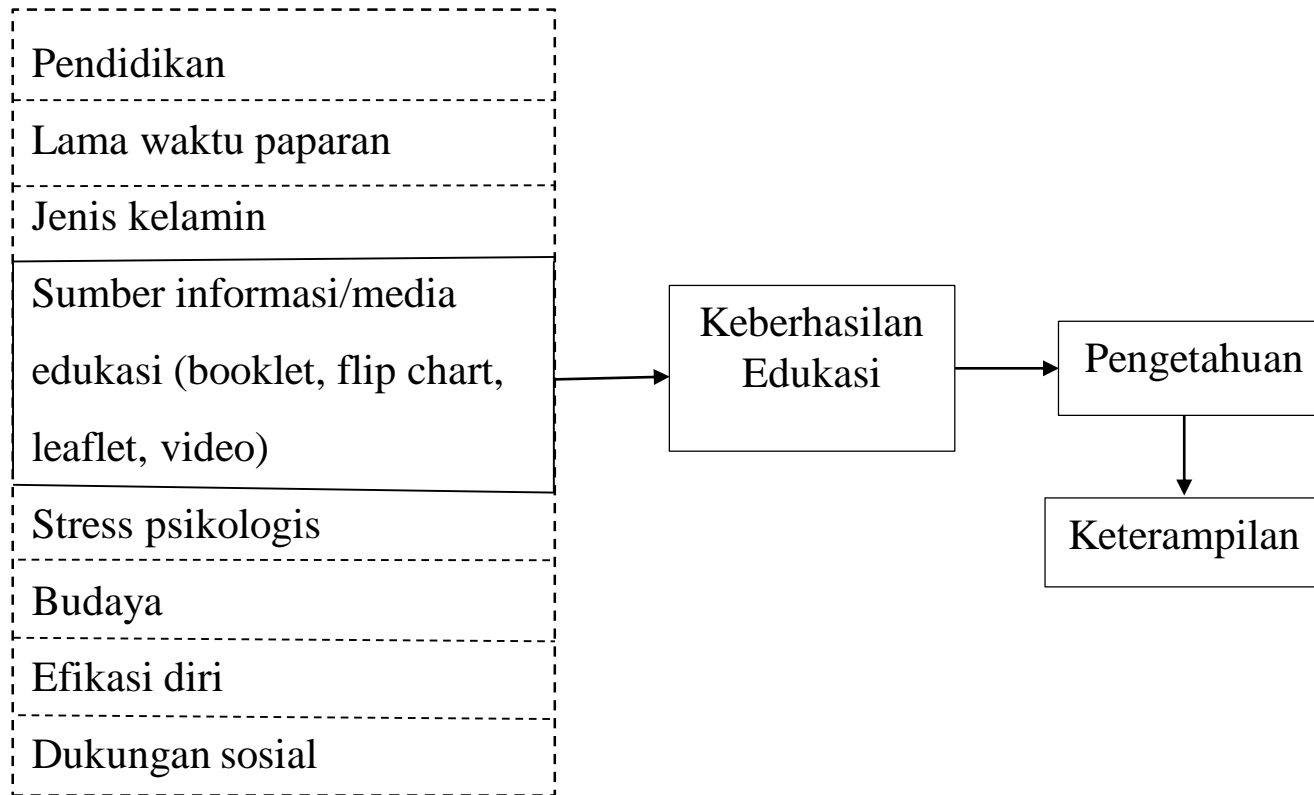 Pendidikan
Lama waktu paparan
Jenis kelamin
Sumber informasi/media
edukasi (booklet, flip chart,
leaflet, video)
Stress psikologis
Budaya
Efikasi diri
Dukungan sosial
Keberhasilan
Edukasi
Pengetahuan
Keterampilan